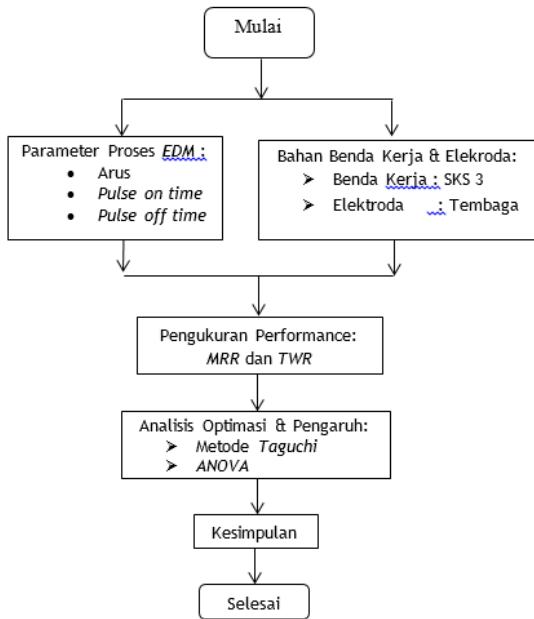 Mulai
Parameter Proses EDM :
• Arus
• Pulse on time
• Pulse off time
Bahan Benda Kerja & Elekroda:
➢ Benda Kerja : SKS 3
➢ Elektroda : Tembaga
Pengukuran Performance:
MRR dan TWR
Analisis Optimasi & Pengaruh:
➢ Metode Taguchi
➢ ANOVA
Kesimpulan
Selesai